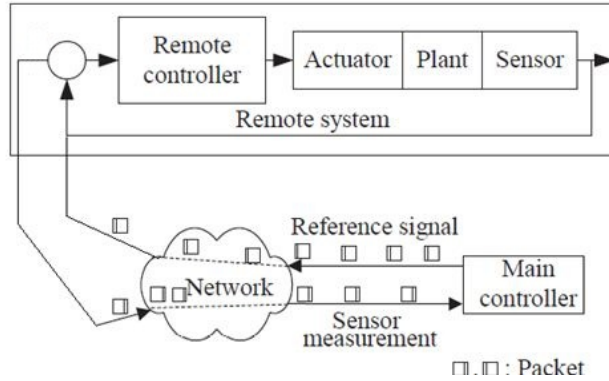 Remote
controller
Actuator
Plant
Sensor
Remote system
Reference signal
Network
Main
controller
Sensor
measurement
: Packet